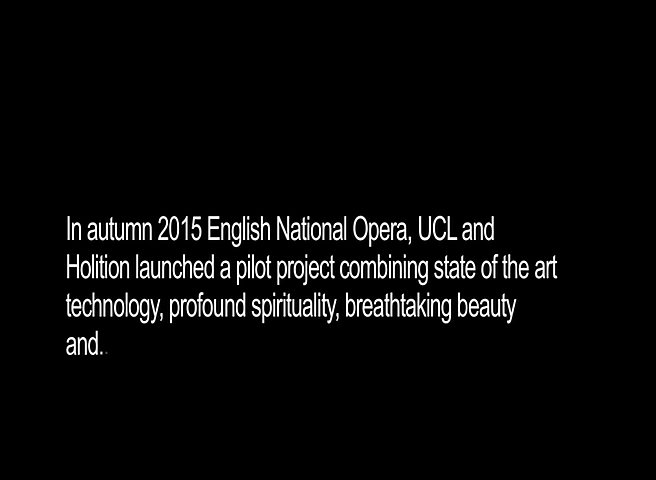 In autumn 2015 English National Opera, UCL and
Holition launched a pilot project combining state of the art
technology, profound spirituality, breathtaking beauty
and..